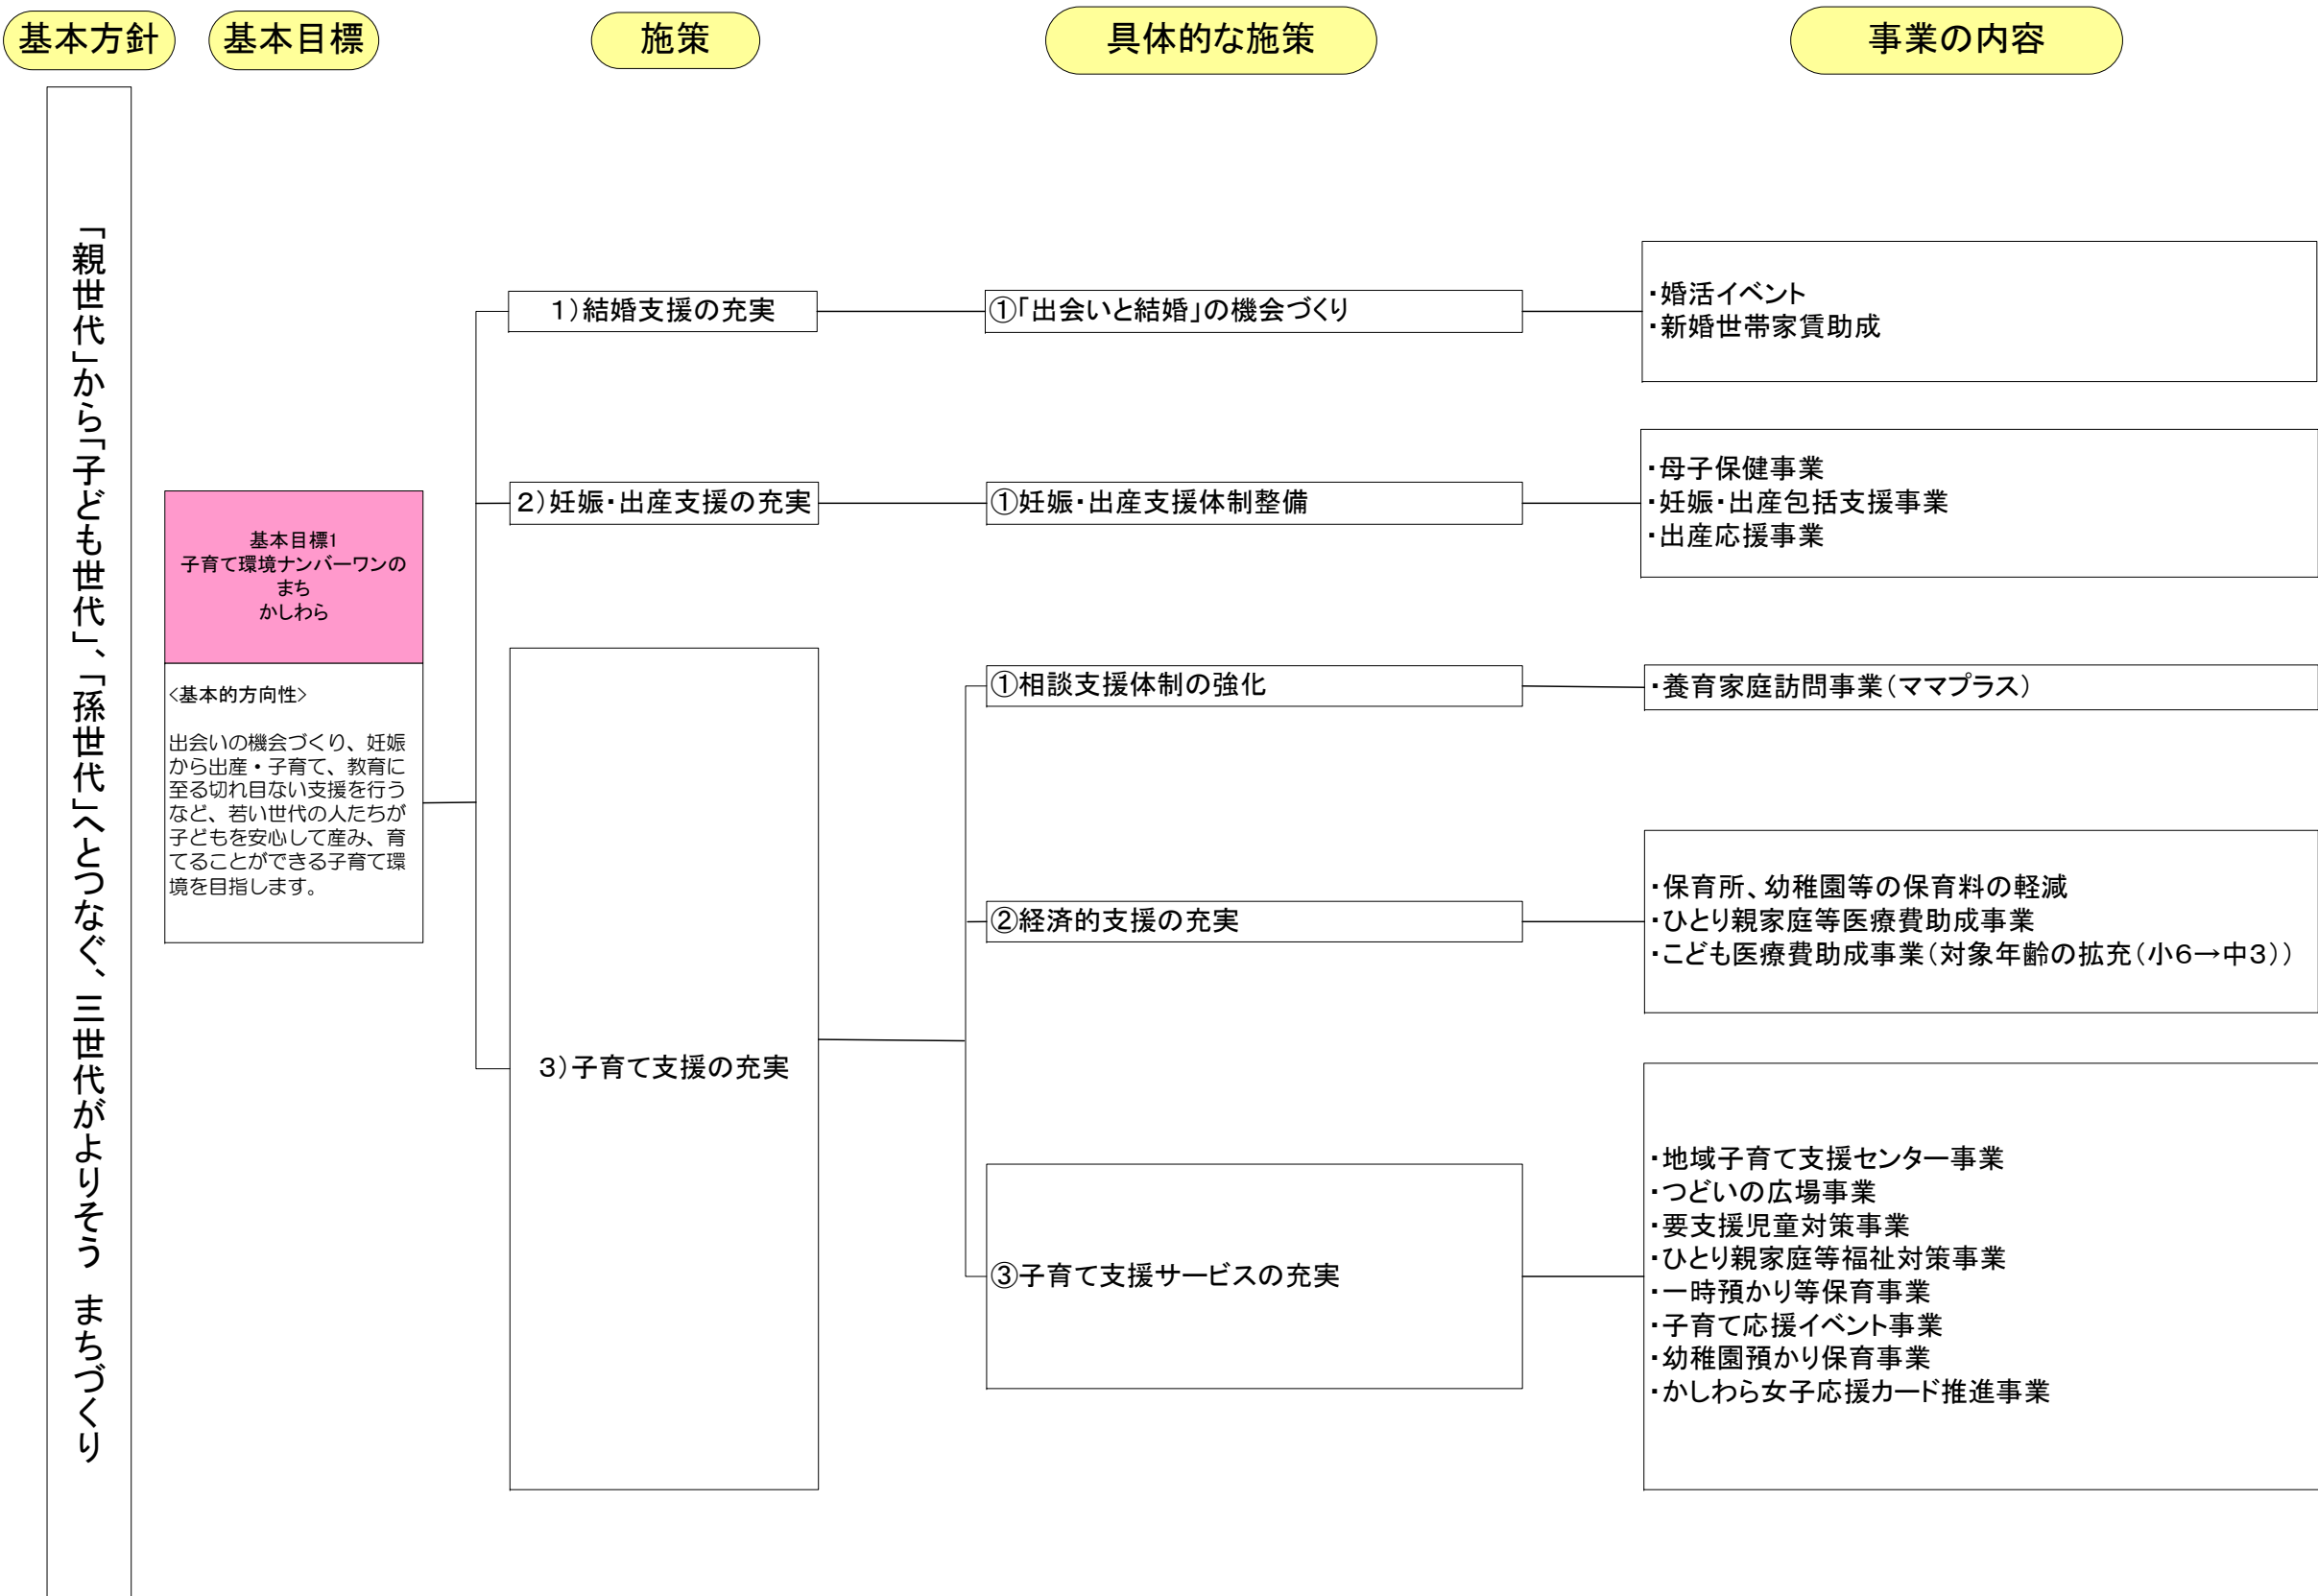 基本方針
基本目標
施策
具体的な施策
事業の内容
「親世代」から「子ども世代」、「孫世代」へとつなぐ、三世代がよりそう まちづくり
基本目標1
子育て環境ナンバーワンの
まち
かしわら
<基本的方向性>
出会いの機会づくり、妊娠
から出産・子育て、教育に
至る切れ目ない支援を行う
など、若い世代の人たちが
子どもを安心して産み、育
てることができる子育て環
境を目指します。
1)結婚支援の充実
①「出会いと結婚」の機会づくり
・婚活イベント
・新婚世帯家賃助成
2)妊娠・出産支援の充実
①妊娠・出産支援体制整備
・母子保健事業
・妊娠・出産包括支援事業
・出産応援事業
3)子育て支援の充実
①相談支援体制の強化
・養育家庭訪問事業(ママプラス)
②経済的支援の充実
・保育所、幼稚園等の保育料の軽減
・ひとり親家庭等医療費助成事業
・こども医療費助成事業(対象年齢の拡充(小6→中3))
③子育て支援サービスの充実
・地域子育て支援センター事業
・つどいの広場事業
・要支援児童対策事業
・ひとり親家庭等福祉対策事業
・一時預かり等保育事業
・子育て応援イベント事業
・幼稚園預かり保育事業
・かしわら女子応援カード推進事業